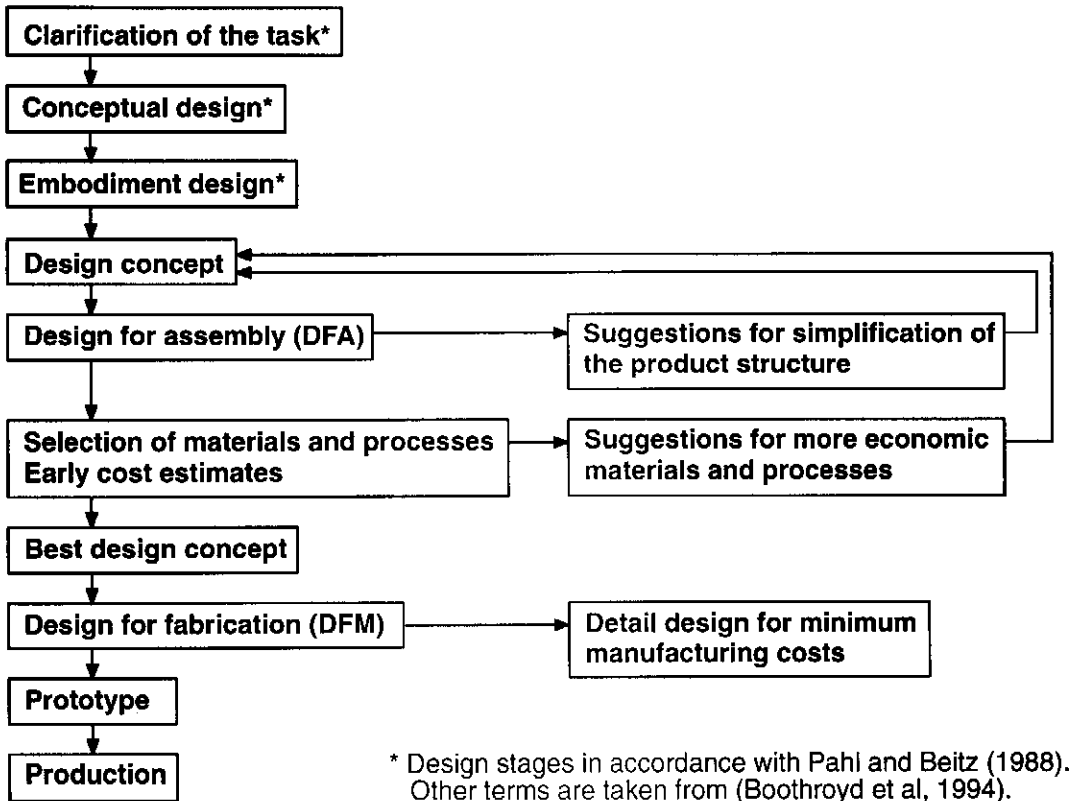 Clarification of the task*
Conceptual design*
Embodiment design*
Design concept
Design for assembly (DFA)
Suggestions for simplification of
the product structure
Selection of materials and processes
Early cost estimates
Suggestions for more economic
materials and processes
Best design concept
Design for fabrication (DFM)
Detail design for minimum
manufacturing costs
Prototype
Production
* Design stages in accordance with Pahl and Beitz (1988).
Other terms are taken from (Boothroyd et al, 1994).